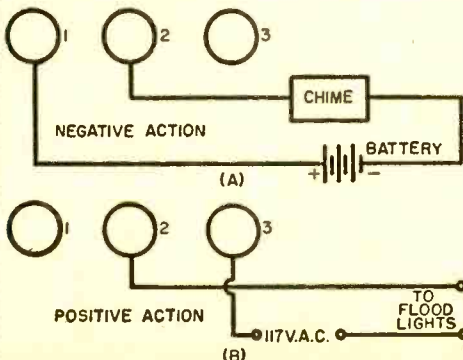 1 2 3
CHIME
NEGATIVE ACTION
BATTERY
+ -
(A)
1 2 3
TO
FLOOD
LIGHTS
POSITIVE ACTION
117V.A.C.
(B)